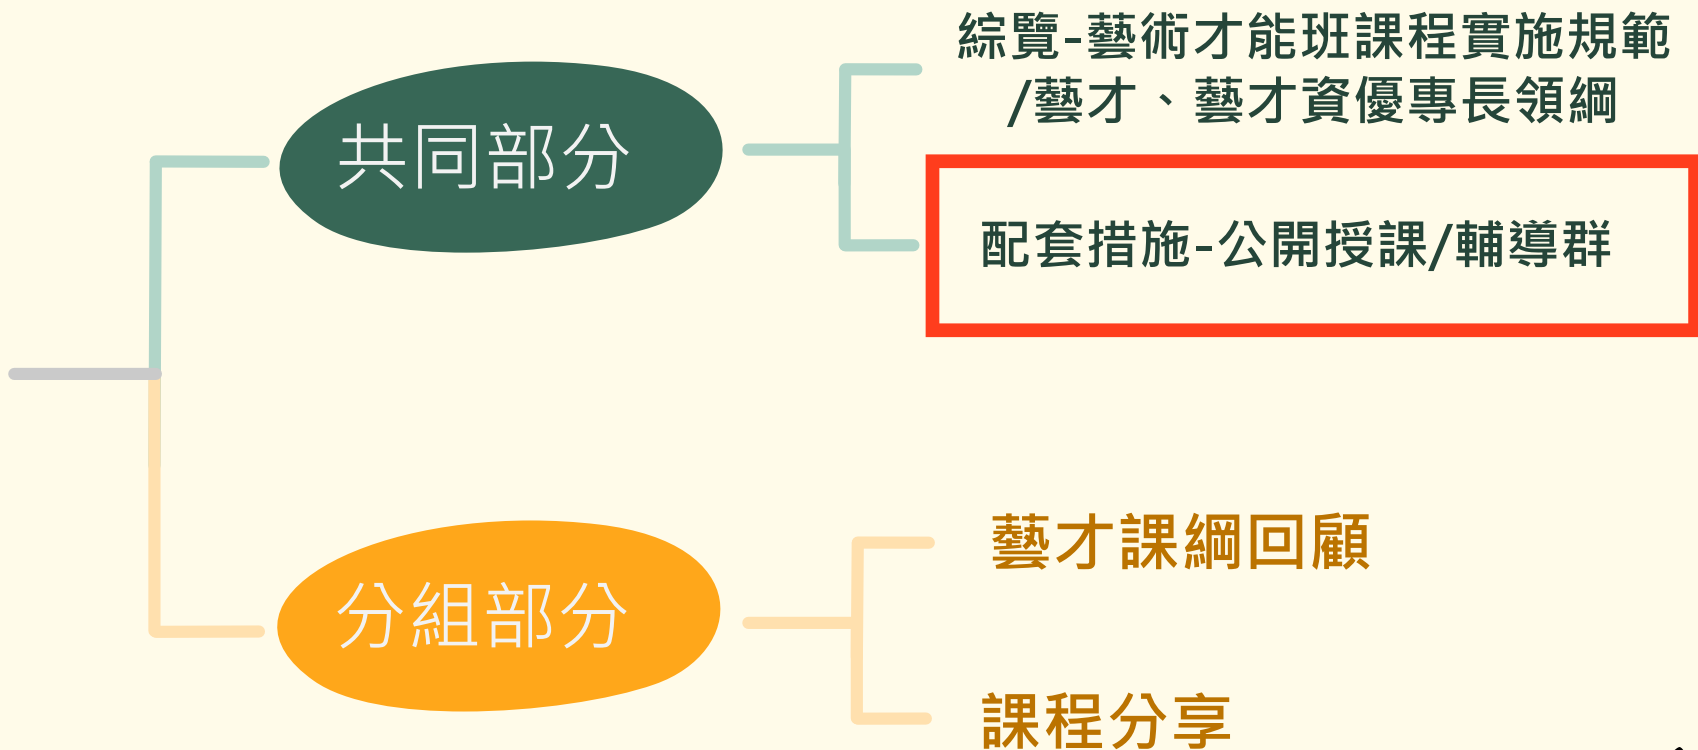 共同部分
綜覽-藝術才能班課程實施規範
/藝才、藝才資優專長領綱
配套措施-公開授課/輔導群
分組部分
藝才課綱回顧
課程分享